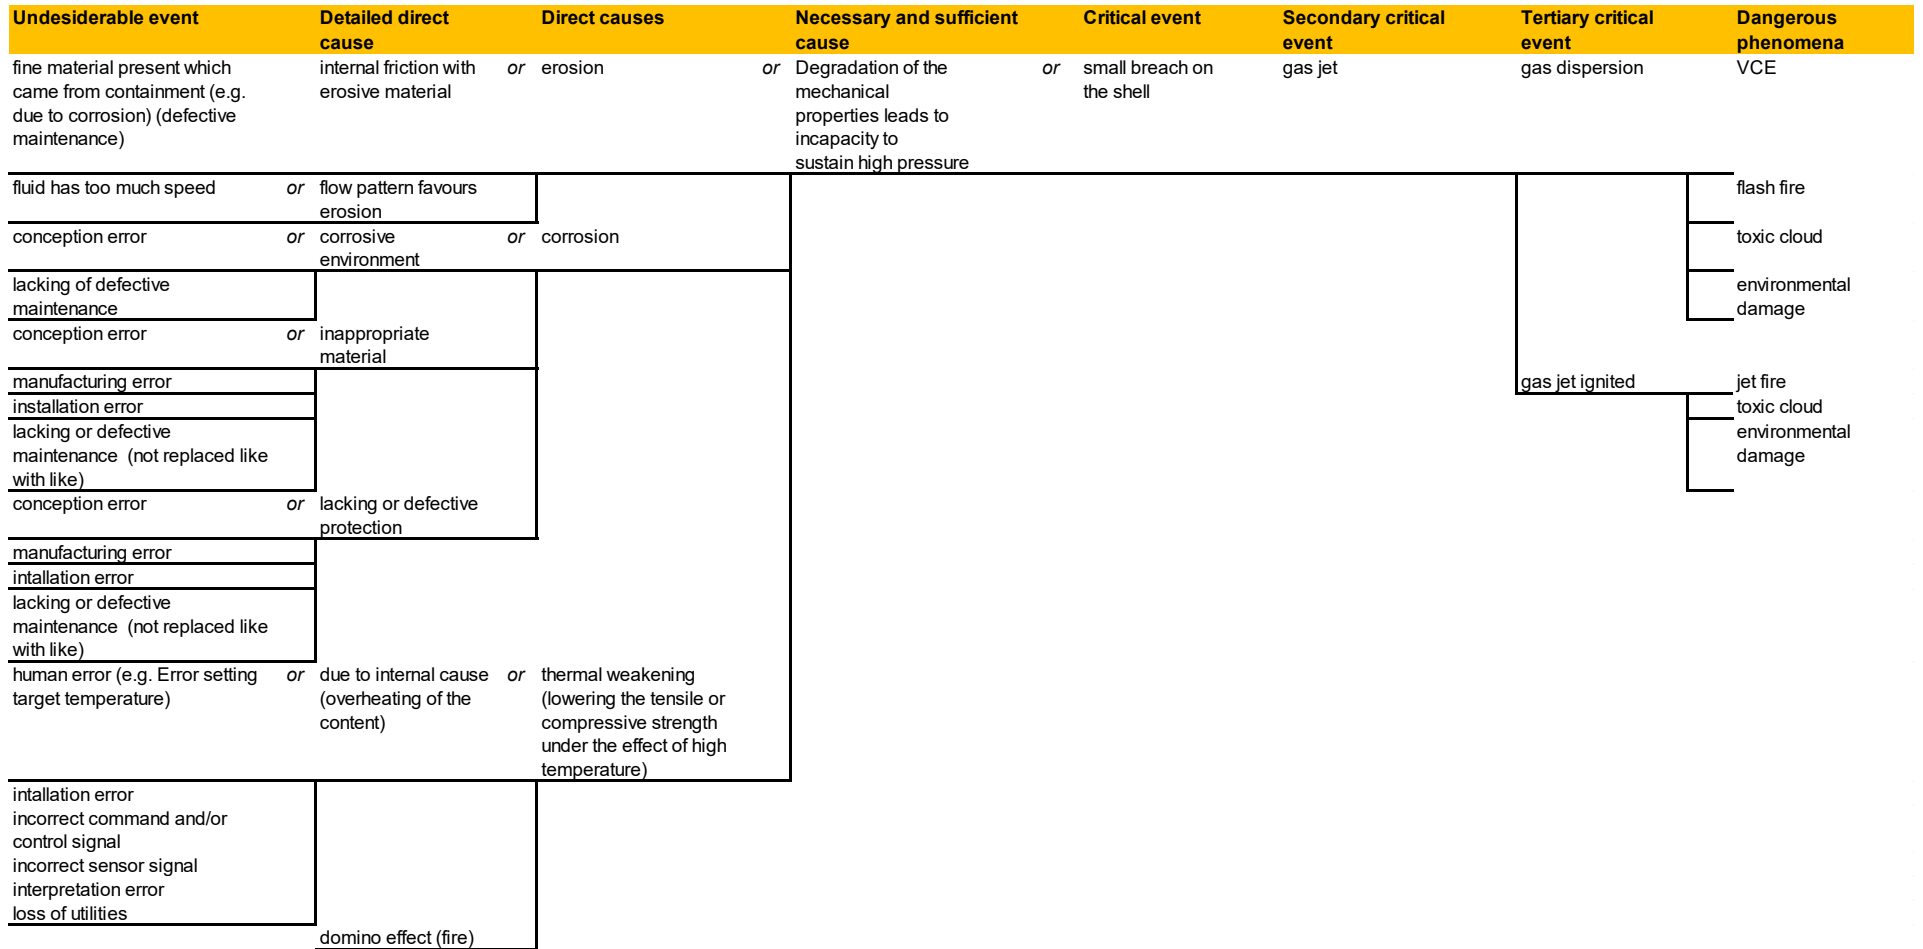 Undesirable event Detailed direct Direct causes Necessary and sufficient Critical event Secondary critical Tertiary critical Dangerous
cause cause event event phenomena
fine material present which internal friction with or erosion or Degradation of the or small breach on gas jet gas dispersion VCE
came from containment (e.g. erosive material mechanical the shell
due to corrosion) (defective properties leads to
maintenance) incapacity to
sustain high pressure
fluid has too much speed or flow pattern favours flash fire
erosion
conception error or corrosive or corrosion toxic cloud
environment
lacking of defective environmental
maintenance damage
conception error or inappropriate
material
manufacturing error gas jet ignited jet fire
installation error toxic cloud
lacking or defective environmental
maintenance (not replaced like damage
with like)
conception error or lacking or defective
protection
manufacturing error
intallation error
lacking or defective
maintenance (not replaced like
with like)
human error (e.g. Error setting or due to internal cause or thermal weakening
target temperature) (overheating of the (lowering the tensile or
content) compressive strength
under the effect of high
temperature)
intallation error
incorrect command and/or
control signal
incorrect sensor signal
interpretation error
loss of utilities
domino effect (fire)